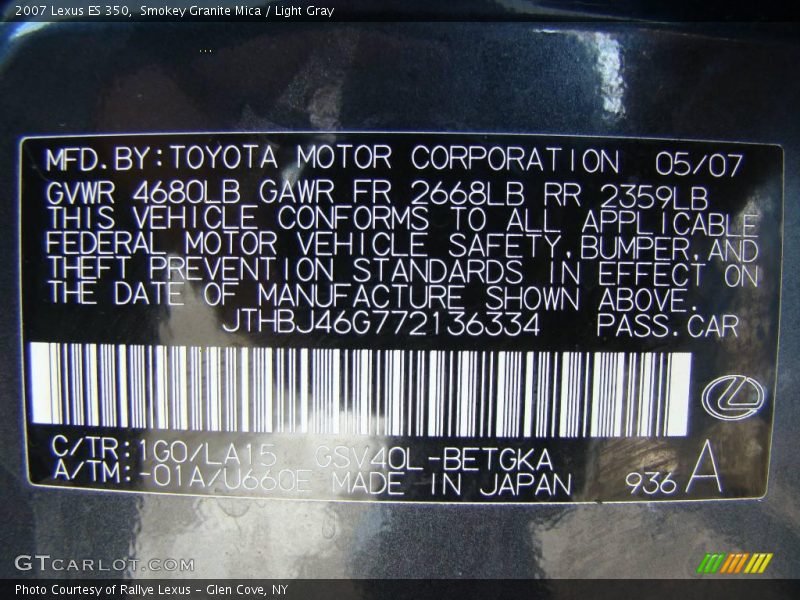 2007 Lexus ES 350, Smokey Granite Mica / Light Gray
MFD.BY:TOYOTA MOTOR CORPORATION 05/07
GVWR 4680LB GAWR FR 2668LB RR 2359LB
THIS VEHICLE CONFORMS TO ALL APPLICABLE
FEDERAL MOTOR VEHICLE SAFETY,BUMPER,AND
THEFT PREVENTION STANDARDS IN EFFECT ON
THE DATE OF MANUFACTURE SHOWN ABOVE.
JTHBJ46G772136334 PASS.CAR
C/TR:1G0/LA15 GSV40L-BETGKA
A/TM:-01A/U660E MADE IN JAPAN 936 A
GTCARLOT.COM
Photo Courtesy of Rallye Lexus - Glen Cove, NY